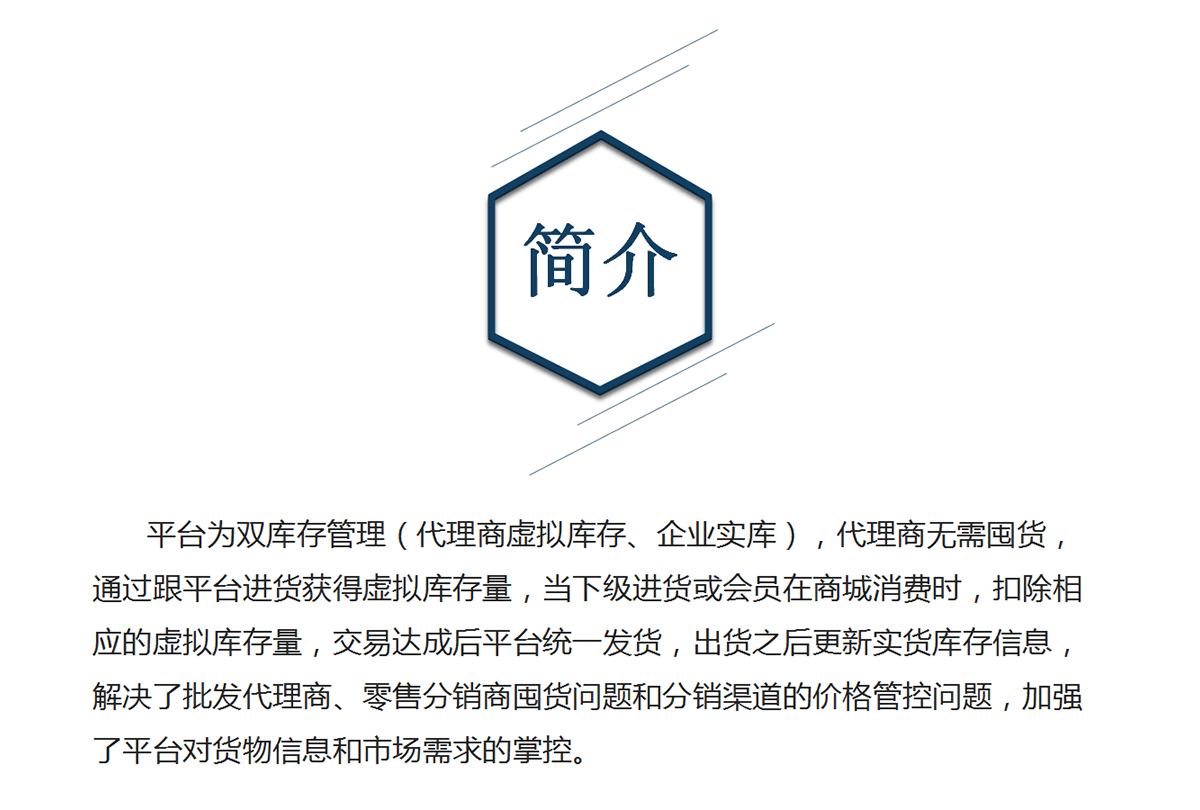 简介
平台为双库存管理（代理商虚拟库存、企业实库），代理商无需囤货，
通过跟平台进货获得虚拟库存量，当下级进货或会员在商城消费时，扣除相
应的虚拟库存量，交易达成后平台统一发货，出货之后更新实货库存信息，
解决了批发代理商、零售分销商囤货问题和分销渠道的价格管控问题，加强
了平台对货物信息和市场需求的掌控。